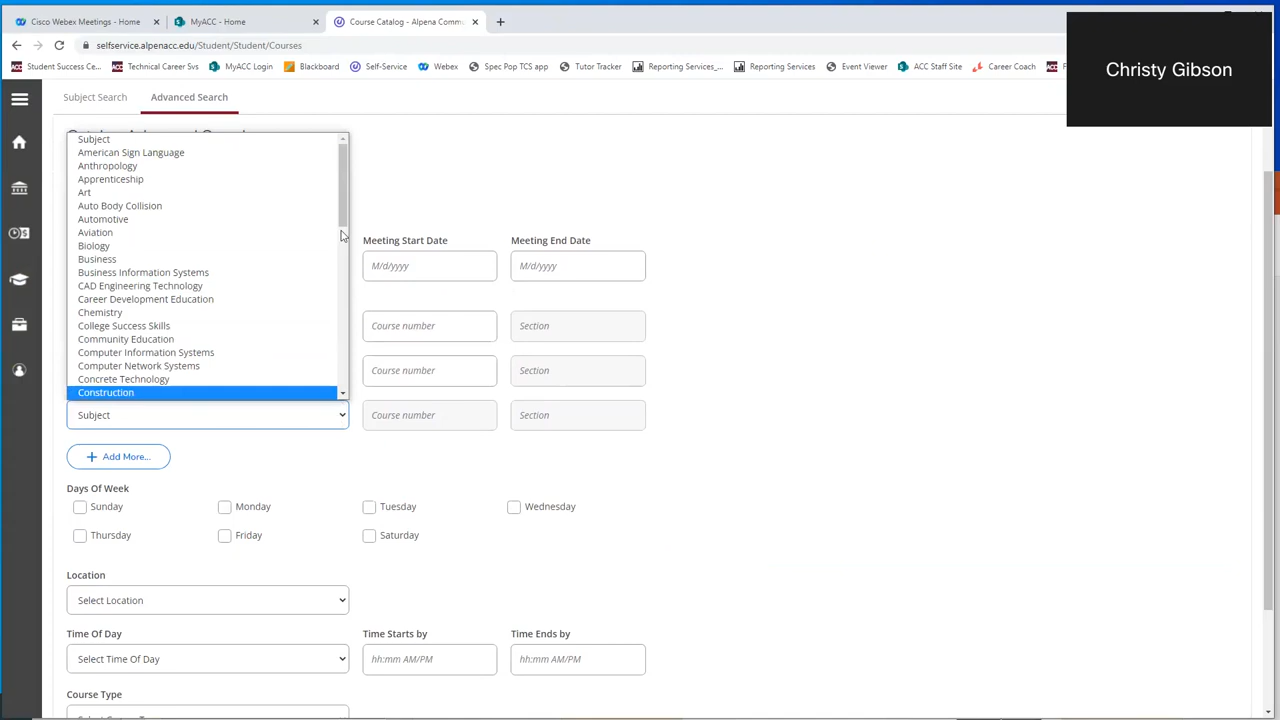 Cisco Webex Meetings - Home
MyACC - Home
Course Catalog - Alpena Commu
selfservice.alpenacc.edu/Student/Student/Courses
Student Success Ce...
Technical Career Svs
MyACC Login
Blackboard
Self-Service
Webex
Spec Pop TCS app
Tutor Tracker
Reporting Services_...
Reporting Services
Event Viewer
ACC Staff Site
Career Coach
Christy Gibson
Subject Search
Advanced Search
Subject
American Sign Language
Anthropology
Apprenticeship
Art
Auto Body Collision
Automotive
Aviation
Biology
Business
Business Information Systems
CAD Engineering Technology
Career Development Education
Chemistry
College Success Skills
Community Education
Computer Information Systems
Computer Network Systems
Concrete Technology
Construction
Meeting Start Date
Meeting End Date
M/d/yyyy
M/d/yyyy
Course number
Section
Course number
Section
Subject
Course number
Section
Add More...
Days Of Week
Sunday
Monday
Tuesday
Wednesday
Thursday
Friday
Saturday
Location
Select Location
Time Of Day
Time Starts by
Time Ends by
Select Time Of Day
hh:mm AM/PM
hh:mm AM/PM
Course Type